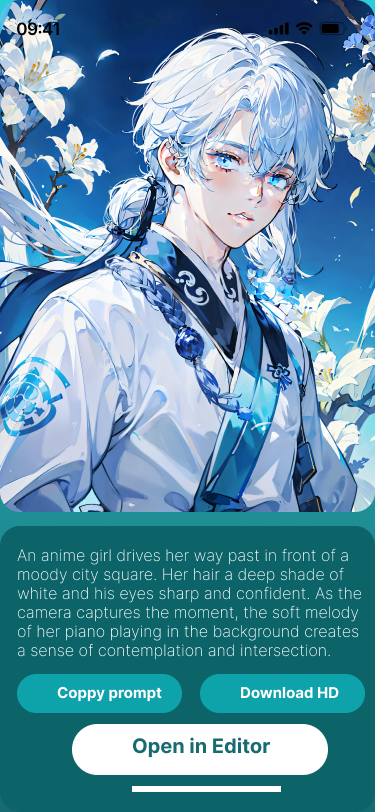 09:41
An anime girl drives her way past in front of a
moody city square. Her hair a deep shade of
white and his eyes sharp and confident. As the
camera captures the moment, the soft melody
of her piano playing in the background creates
a sense of contemplation and intersection.
Coppy prompt
Download HD
Open in Editor